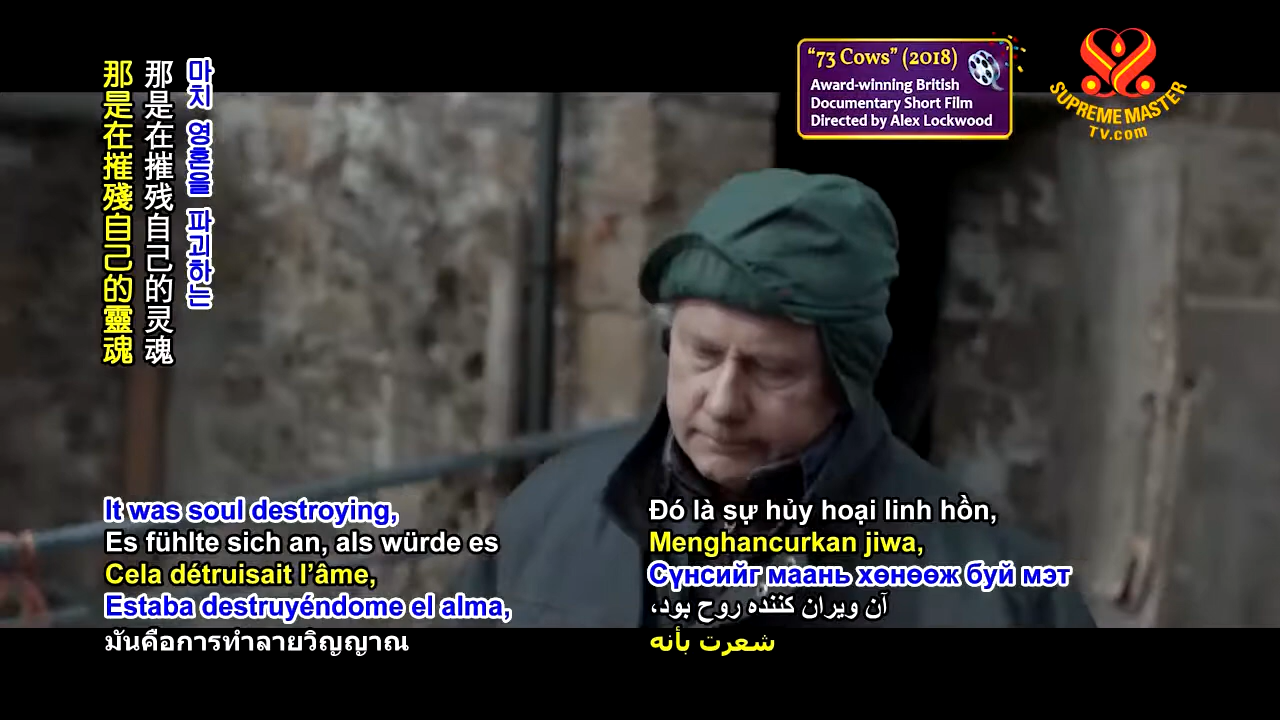 “73 Cows” (2018)
Award-winning British
Documentary Short Film
Directed by Alex Lockwood
SUPREME MASTER
TV.com
마치 영혼을 파괴하는
那是在摧残自己的灵魂
那是在摧殘自己的靈魂
It was soul destroying,
Es fühlte sich an, als würde es
Cela détruisait l’âme,
Estaba destruyéndome el alma,
มันคือการทำลายวิญญาณ
Đó là sự hủy hoại linh hồn,
Menghancurkan jiwa,
Сүнсийг маань хөнөөж буй мэт
آن ویران کننده روح بود،
شعرت بأنه